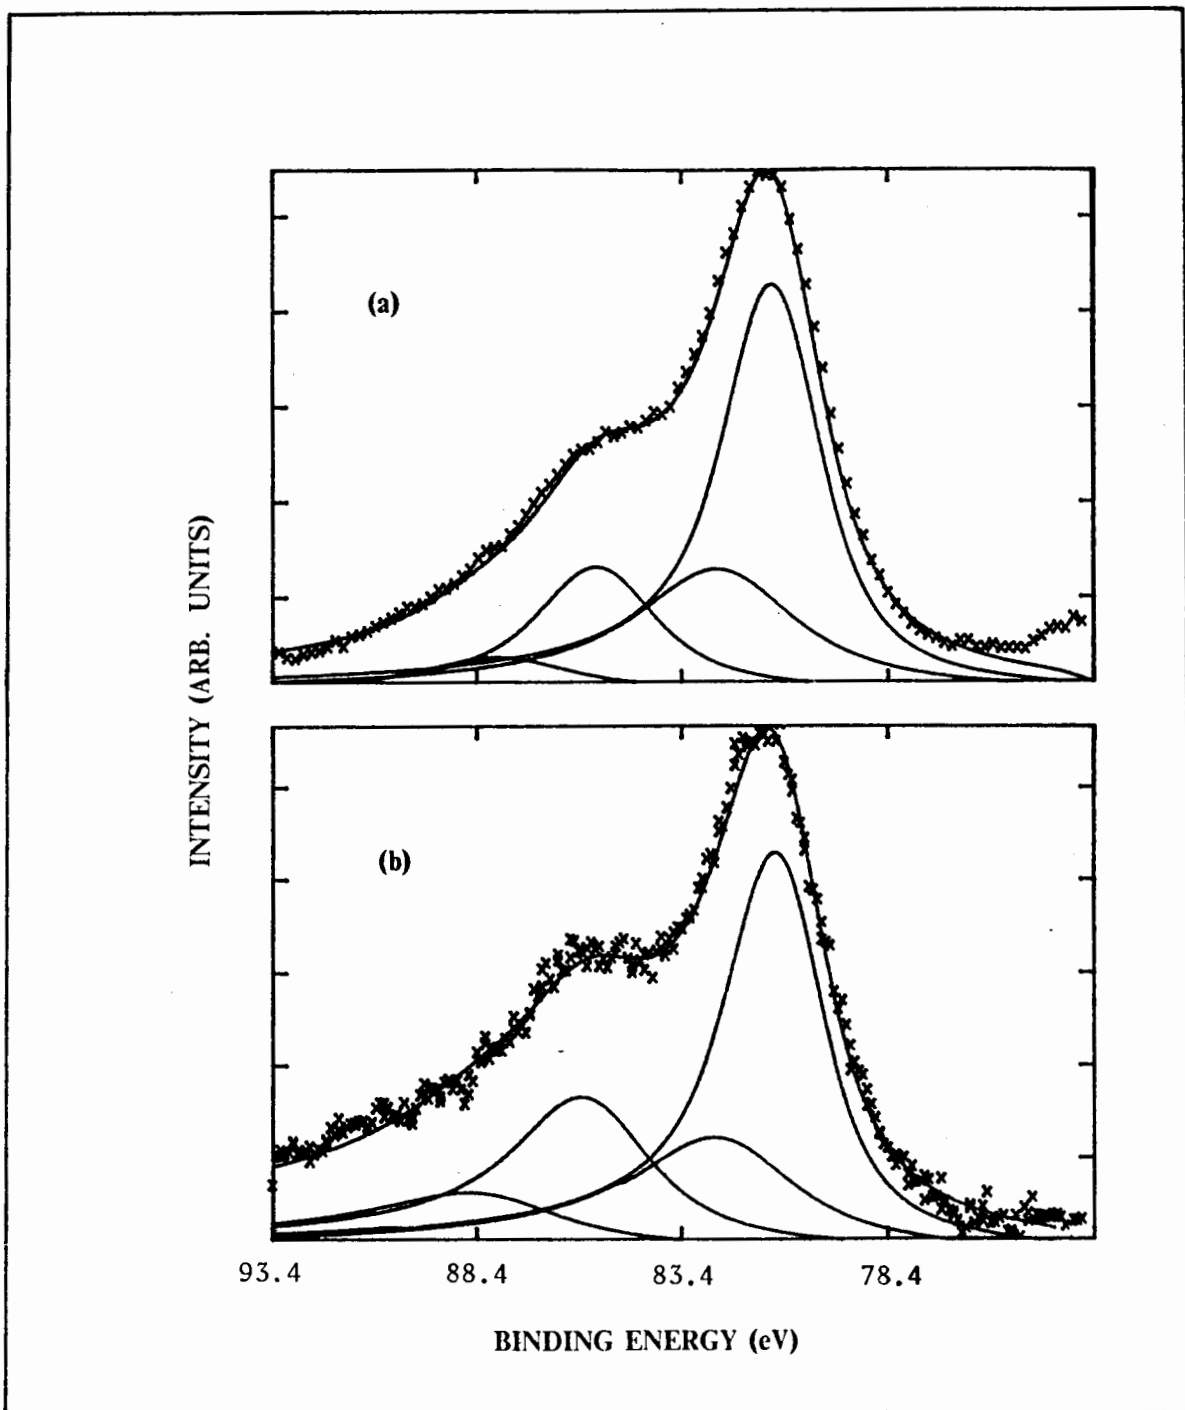 (a)
(b)
INTENSITY (ARB. UNITS)
93.4 88.4 83.4 78.4
BINDING ENERGY (eV)